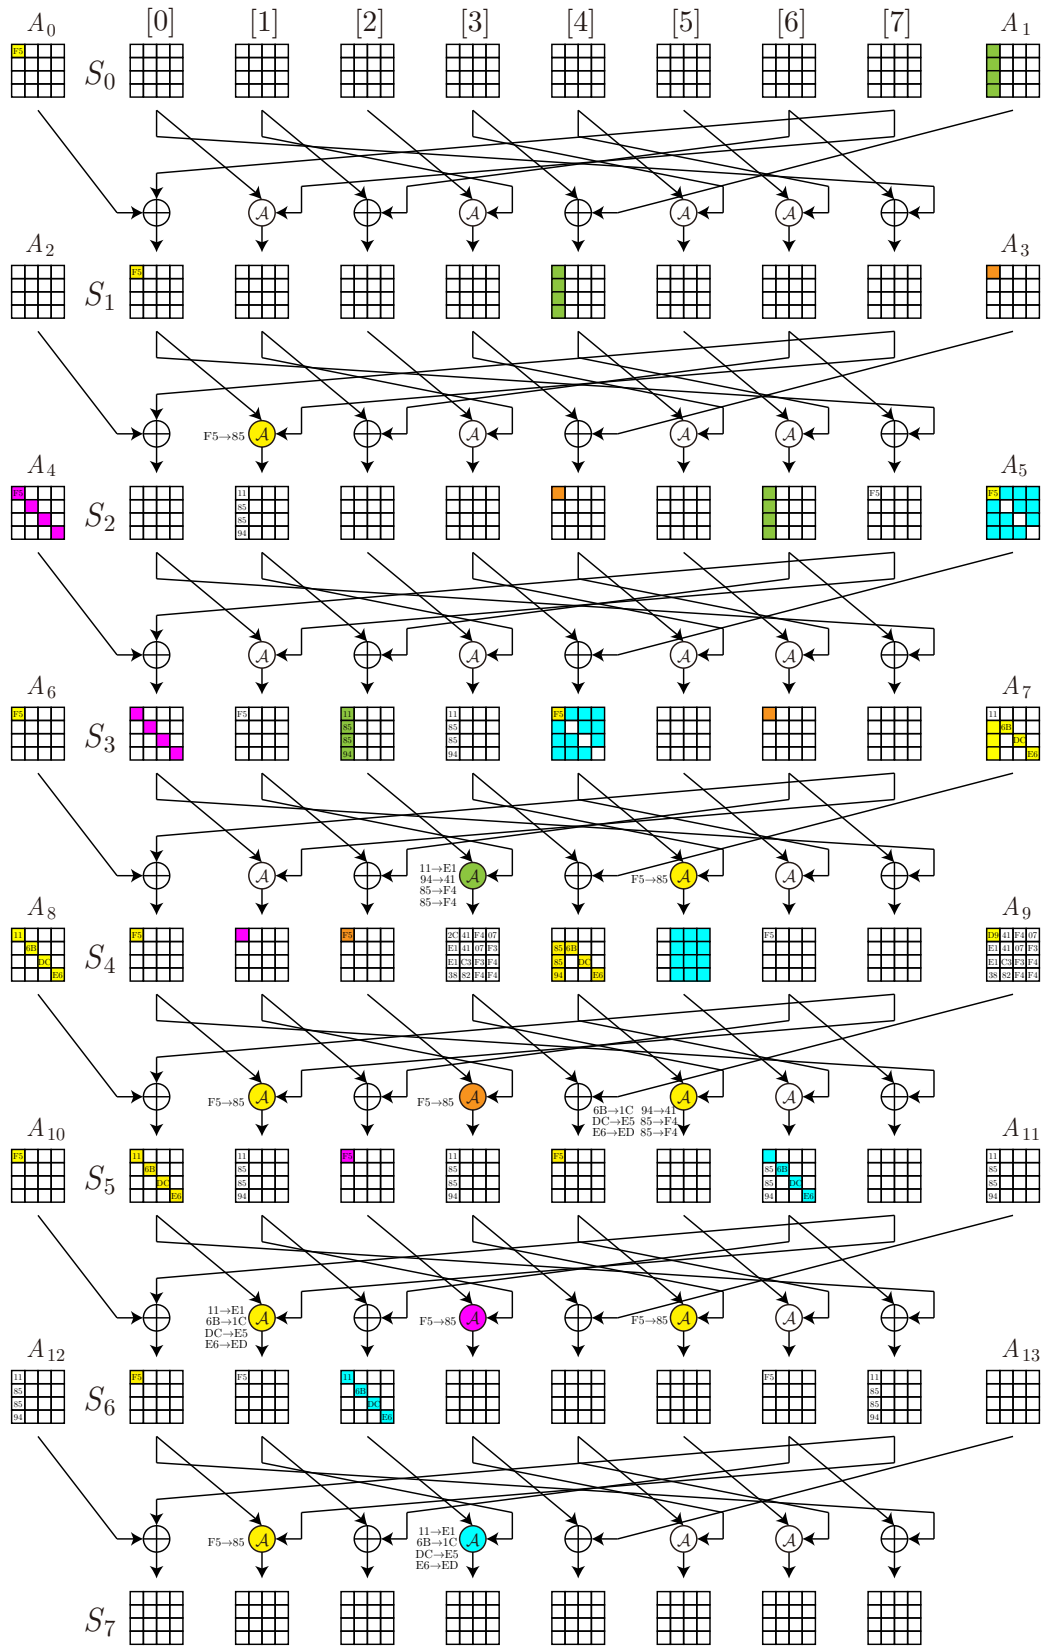 A0 [0] [1] [2] [3] [4] [5] [6] [7] A1
F5
S0
A A A A
A2 A3
F5
S1
F5→85 A A A A
A4 A5
F5 11 F5 F5
S2 85
85
94
A A A A
A6 A7
F5 F5 11 11 F5 11
S3 85 85 6B
85 85 DC
94 94 E6
11→E1
94→41
85→F4
85→F4
A A F5→85 A A
A8 A9
11 F5 F5 2C 41 F4 07 F5 D9 41 F4 07
6B S4 E1 41 07 F3 85 6B E1 41 07 F3
DC E1 C3 F3 F4 85 DC E1 C3 F3 F4
E6 38 82 F4 F4 94 E6 38 82 F4 F4
F5→85 A F5→85 A A A
6B→1C 94→41
DC→E5 85→F4
E6→ED 85→F4
A10 A11
F5 11 11 F5 11 F5 11
S5 6B 85 85 85 6B 85
DC 85 85 85 DC 85
E6 94 94 94 E6 94
11→E1
6B→1C
DC→E5
E6→ED
A F5→85 A F5→85 A A
A12 A13
11 F5 F5 11 F5 11
85 S6 6B 85
85 DC 85
94 E6 94
F5→85 A
11→E1
6B→1C
DC→E5
E6→ED
A A A
S7